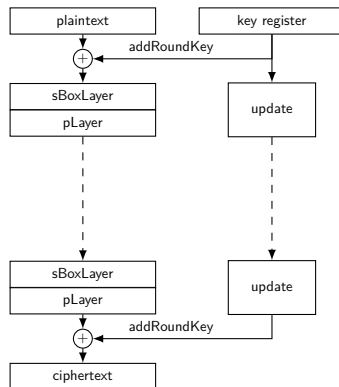 plaintext
key register
addRoundKey
sBoxLayer
pLayer
update
sBoxLayer
pLayer
update
addRoundKey
ciphertext